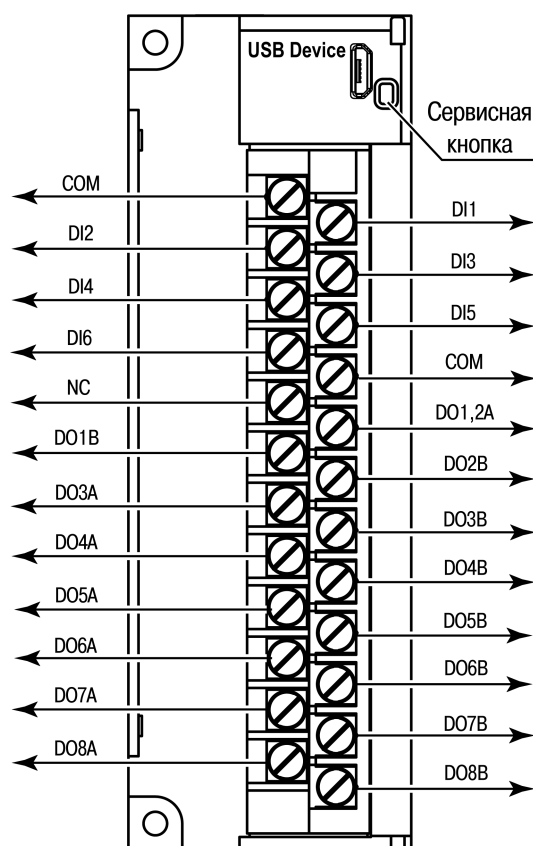 USB Device
Сервисная
кнопка
COM
DI1
DI2
DI3
DI4
DI5
DI6
COM
NC
DO1,2A
DO1B
DO2B
DO3A
DO3B
DO4A
DO4B
DO5A
DO5B
DO6A
DO6B
DO7A
DO7B
DO8A
DO8B